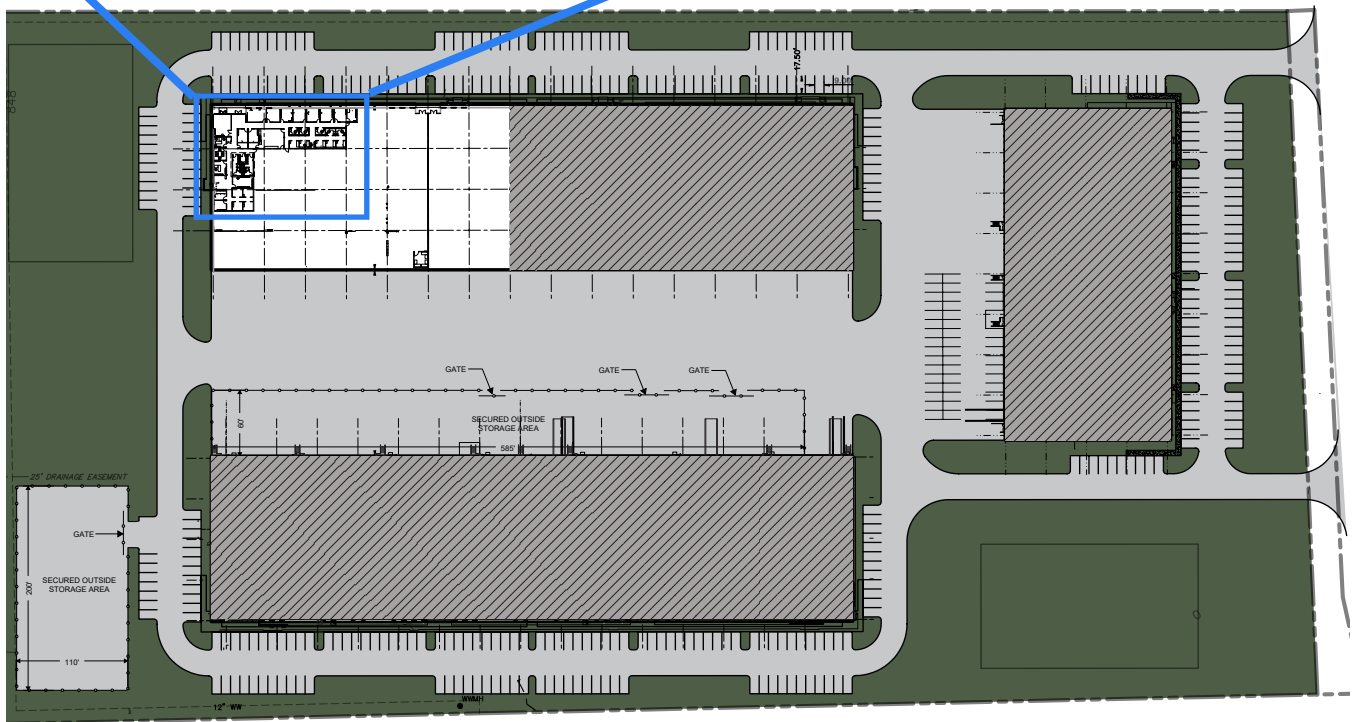 17.50'
848
GATE
GATE
GATE
60'
SECURED OUTSIDE
STORAGE AREA
585'
25' DRAINAGE EASEMENT
GATE
SECURED OUTSIDE
STORAGE AREA
200'
110'
12" WW
WWMH